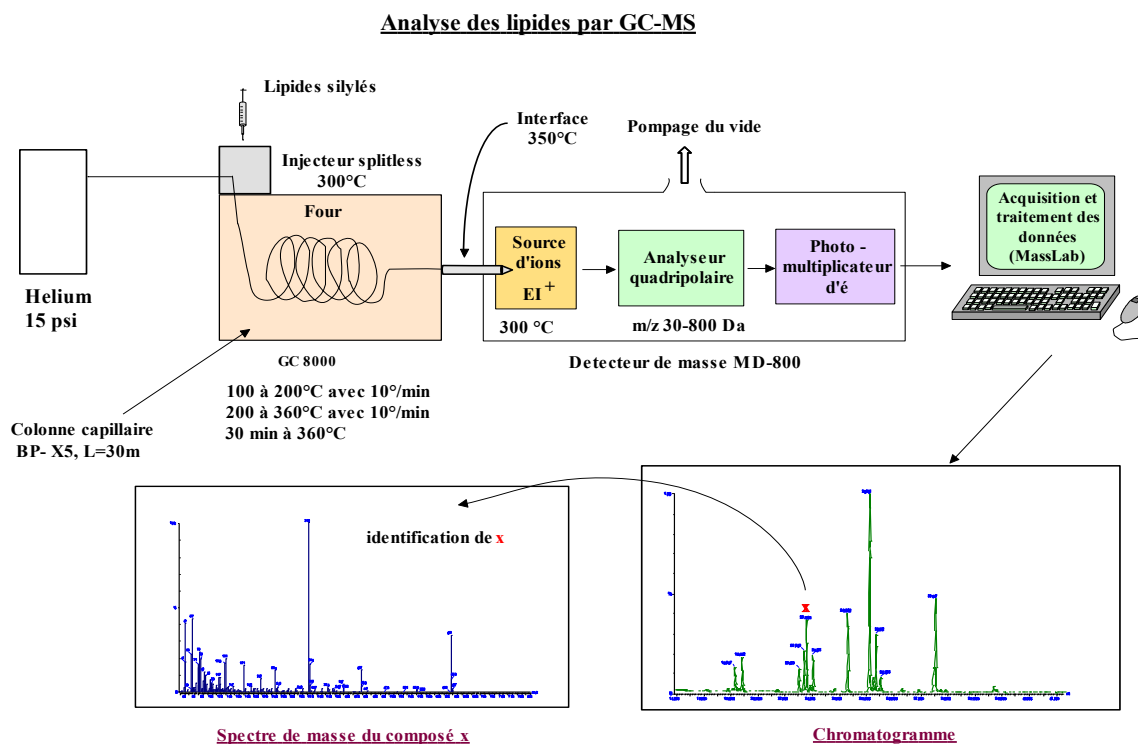 Analyse des lipides par GC-MS
Lipides silylés
Interface
350°C
Pompage du vide
Injecteur splitless
300°C
Four
Helium
15 psi
Source
d'ions
EI +
300 °C
Analyseur
quadripolaire
m/z 30-800 Da
Photo -
multiplicateur
d'é
Acquisition et
traitement des
données
(MassLab)
Detecteur de masse MD-800
GC 8000
100 à 200°C avec 10°/min
200 à 360°C avec 10°/min
30 min à 360°C
Colonne capillaire
BP- X5, L=30m
identification de x
x
Spectre de masse du composé x
Chromatogramme